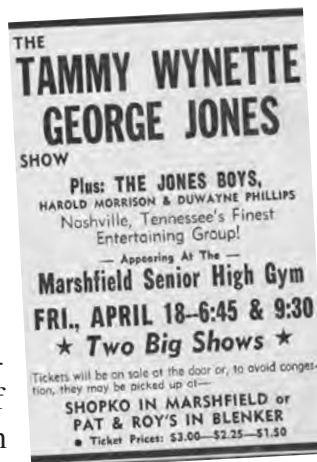 THE
TAMMY WYNETTE
GEORGE JONES
SHOW
Plus: THE JONES BOYS,
HAROLD MORRISON & DUWAYNE PHILLIPS
Nashville, Tennessee's Finest
Entertaining Group!
— Appearing At The —
Marshfield Senior High Gym
FRI., APRIL 18–6:45 & 9:30
★ Two Big Shows ★
Tickets will be on sale at the door or, to avoid conges-
tion, they may be picked up at—
SHOPKO IN MARSHFIELD or
PAT & ROY'S IN BLENKER
• Ticket Prices: $3.00—$2.25—$1.50